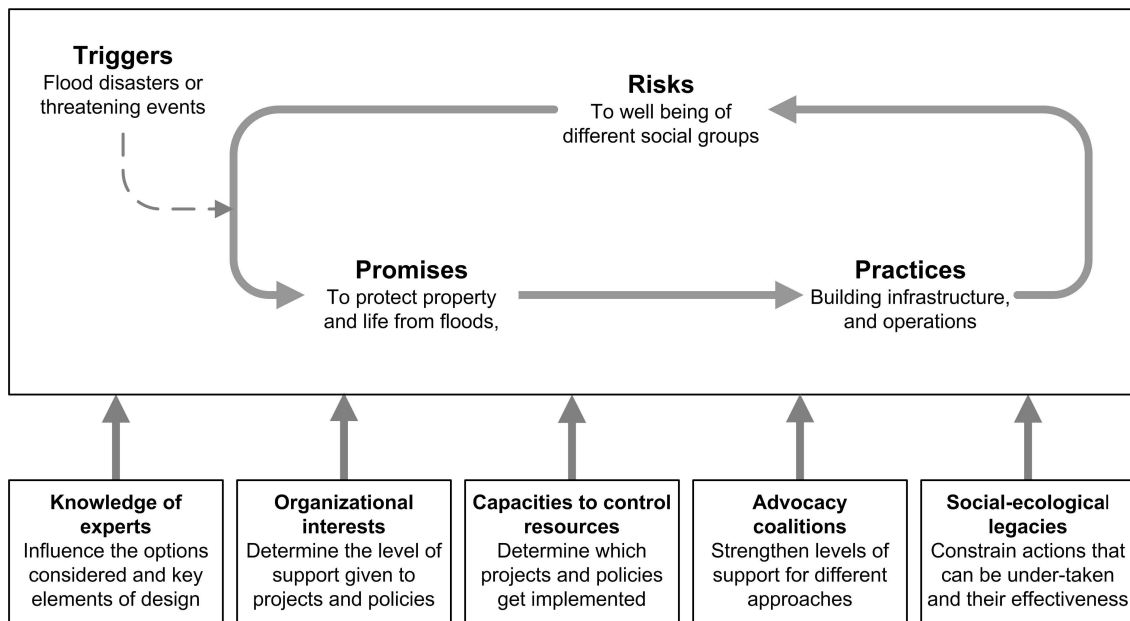 Triggers
Flood disasters or
threatening events
Risks
To well being of
different social groups
Promises
To protect property
and life from floods,
Practices
Building infrastructure,
and operations
Knowledge of
experts
Influence the options
considered and key
elements of design
Organizational
interests
Determine the level of
support given to
projects and policies
Capacities to control
resources
Determine which
projects and policies
get implemented
Advocacy
coalitions
Strengthen levels of
support for different
approaches
Social-ecological
legacies
Constrain actions that
can be under-taken
and their effectiveness